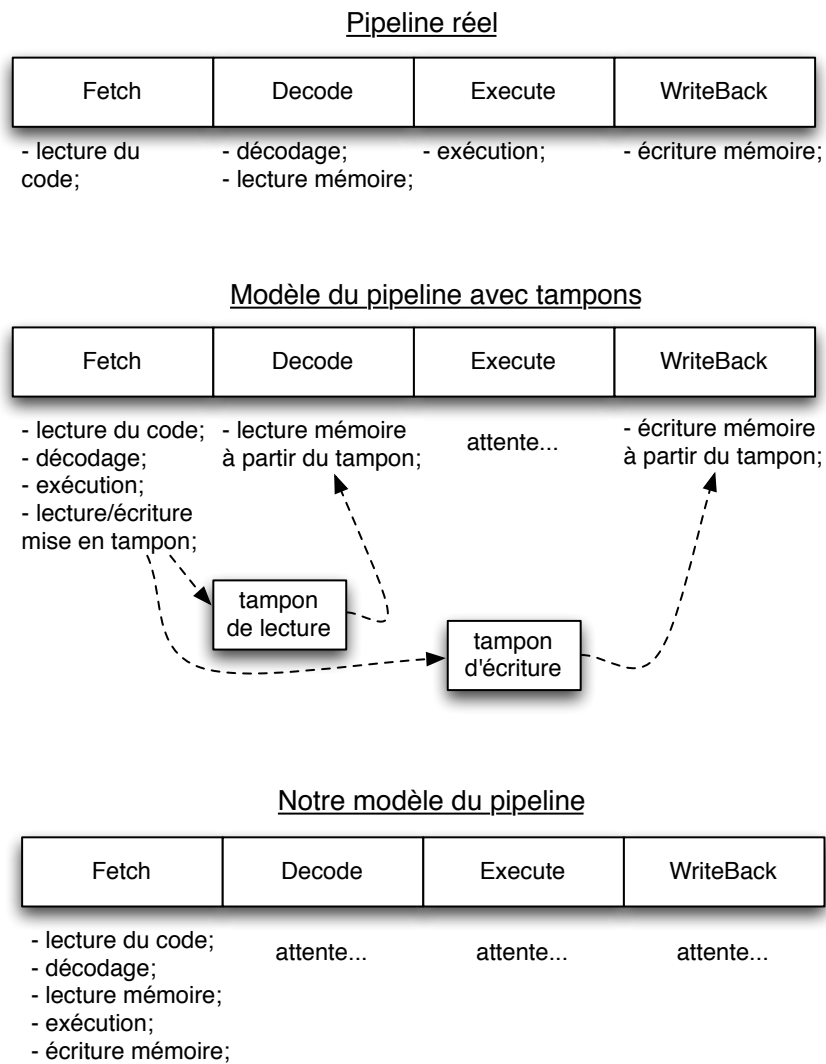 Pipeline réel
Fetch Decode Execute WriteBack
- lecture du
code;
- décodage;
- lecture mémoire;
- exécution;
- écriture mémoire;
Modèle du pipeline avec tampons
Fetch Decode Execute WriteBack
- lecture du code;
- décodage;
- exécution;
- lecture/écriture
mise en tampon;
- lecture mémoire
à partir du tampon;
attente...
- écriture mémoire
à partir du tampon;
tampon
de lecture
tampon
d'écriture
Notre modèle du pipeline
Fetch Decode Execute WriteBack
- lecture du code;
- décodage;
- lecture mémoire;
- exécution;
- écriture mémoire;
attente...
attente...
attente...